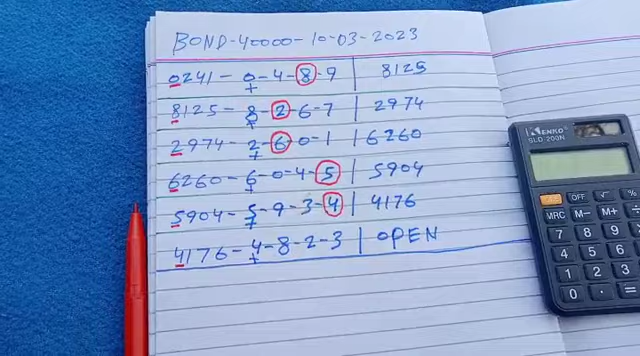 BOND-40000-10-03-2023
0241 - 0-4-8-9 | 8125
8125 - 8-2-6-7 | 2974
2974 - 2-6-0-1 | 6260
6260 - 6-0-4-5 | 5904
5904 - 5-9-3-4 | 4176
4176 - 4-8-2-3 | OPEN
KENKO
SLD-200N
OFF √ %
MRC M- M+ ÷
7 8 9
4 5 6
1 2 3
0 .